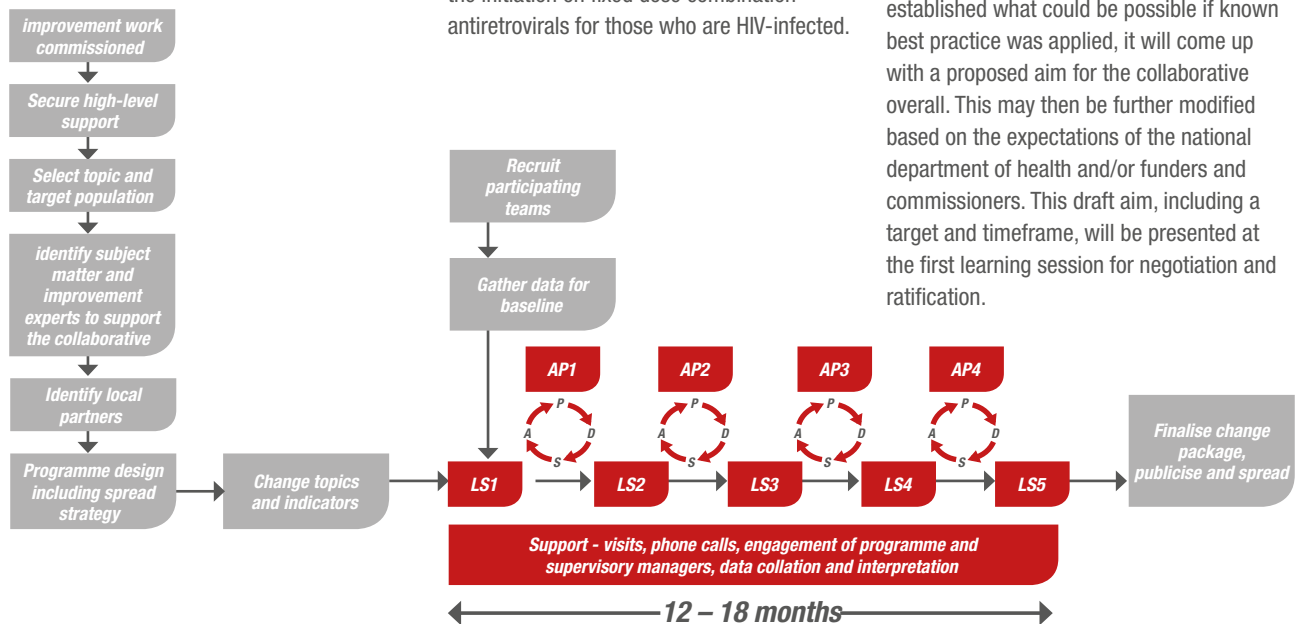 improvement work
commissioned
Secure high-level
support
Select topic and
target population
identify subject
matter and
improvement
experts to support
the collaborative
Identify local
partners
Programme design
including spread
strategy
Change topics
and indicators
antiretrovirals for those who are HIV-infected.
established what could be possible if known
best practice was applied, it will come up
with a proposed aim for the collaborative
overall. This may then be further modified
based on the expectations of the national
department of health and/or funders and
commissioners. This draft aim, including a
target and timeframe, will be presented at
the first learning session for negotiation and
ratification.
Recruit
participating
teams
Gather data for
baseline
AP1
AP2
AP3
AP4
P
D
S
A
P
D
S
A
P
D
S
A
P
D
S
A
LS1
LS2
LS3
LS4
LS5
Finalise change
package,
publicise and spread
Support - visits, phone calls, engagement of programme and
supervisory managers, data collation and interpretation
12 – 18 months